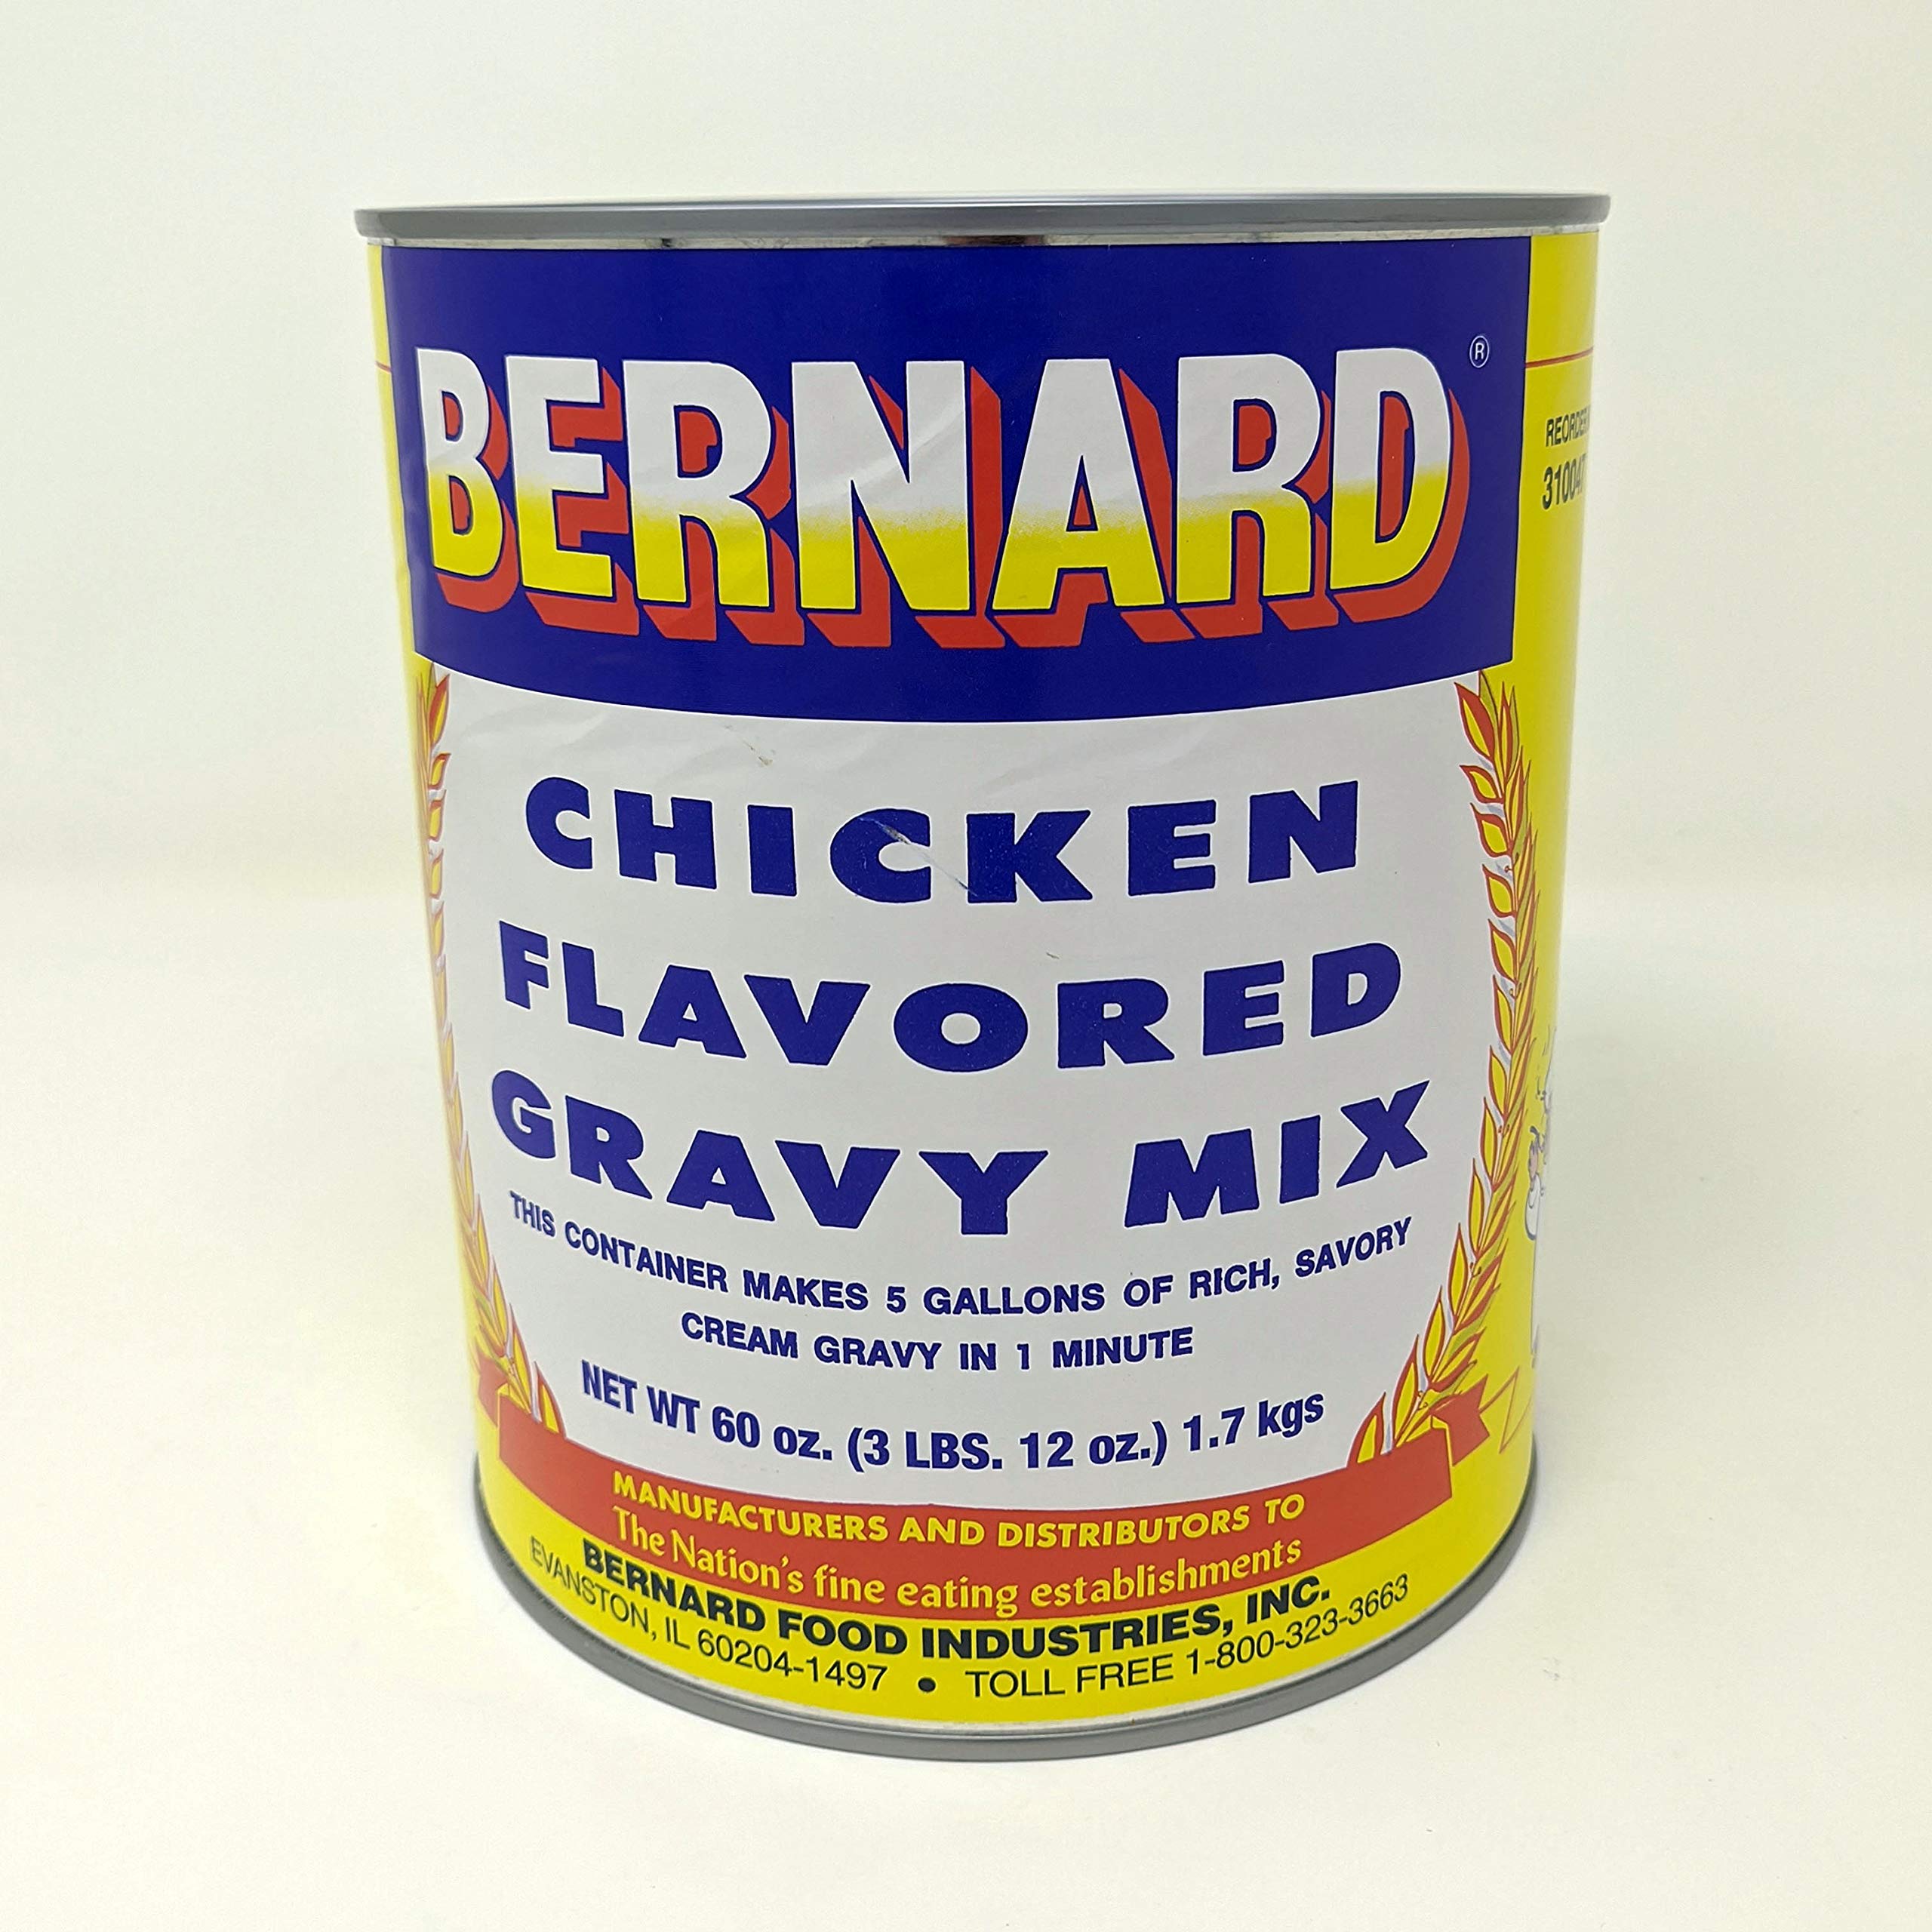 BERNARD ®
CHICKEN
FLAVORED
GRAVY MIX
THIS CONTAINER MAKES 5 GALLONS OF RICH, SAVORY
CREAM GRAVY IN 1 MINUTE
NET WT 60 oz. (3 LBS. 12 oz.) 1.7 kgs
MANUFACTURERS AND DISTRIBUTORS TO
The Nation's fine eating establishments
BERNARD FOOD INDUSTRIES, INC.
EVANSTON, IL 60204-1497 • TOLL FREE 1-800-323-3663